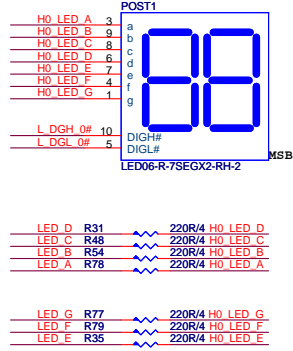 POST1
H0_LED_A 3 a
H0_LED_B 9 b
H0_LED_C 8 c
H0_LED_D 6 d
H0_LED_E 7 e
H0_LED_F 4 f
H0_LED_G 1 g
L_DGH_0# 10 DIGH#
L_DGL_0# 5 DIGL#
MSB
LED06-R-7SEGX2-RH-2
LED_D R31 220R/4 H0_LED_D
LED_C R48 220R/4 H0_LED_C
LED_B R54 220R/4 H0_LED_B
LED_A R78 220R/4 H0_LED_A
LED_G R77 220R/4 H0_LED_G
LED_F R79 220R/4 H0_LED_F
LED_E R35 220R/4 H0_LED_E